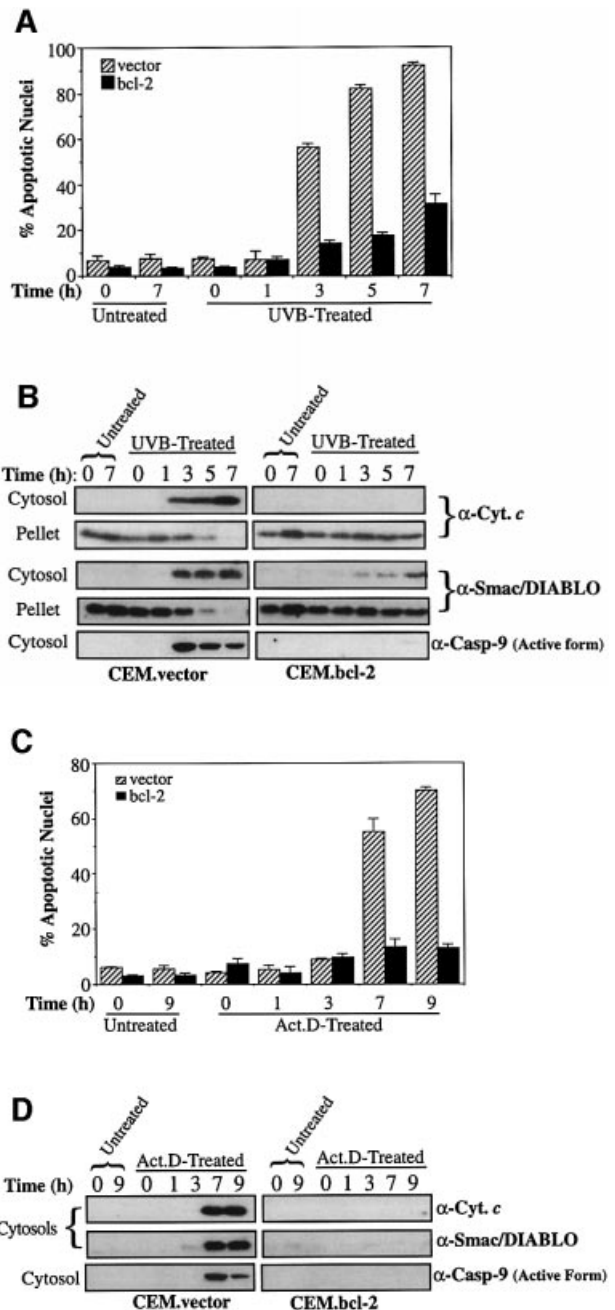 A
100
80
60
40
20
0
% Apoptotic Nuclei
vector
bcl-2
Time (h) 0 7 0 1 3 5 7
Untreated UVB-Treated
B
Untreated Untreated
UVB-Treated UVB-Treated
Time (h): 0 7 0 1 3 5 7 0 7 0 1 3 5 7
Cytosol
α-Cyt. c
Pellet
Cytosol
α-Smac/DIABLO
Pellet
Cytosol α-Casp-9 (Active form)
CEM.vector CEM.bcl-2
C
80
60
40
20
0
% Apoptotic Nuclei
vector
bcl-2
Time (h) 0 9 0 1 3 7 9
Untreated Act.D-Treated
D
Untreated Untreated
Act.D-Treated Act.D-Treated
Time (h) 0 9 0 1 3 7 9 0 9 0 1 3 7 9
α-Cyt. c
Cytosols
α-Smac/DIABLO
Cytosol α-Casp-9 (Active Form)
CEM.vector CEM.bcl-2